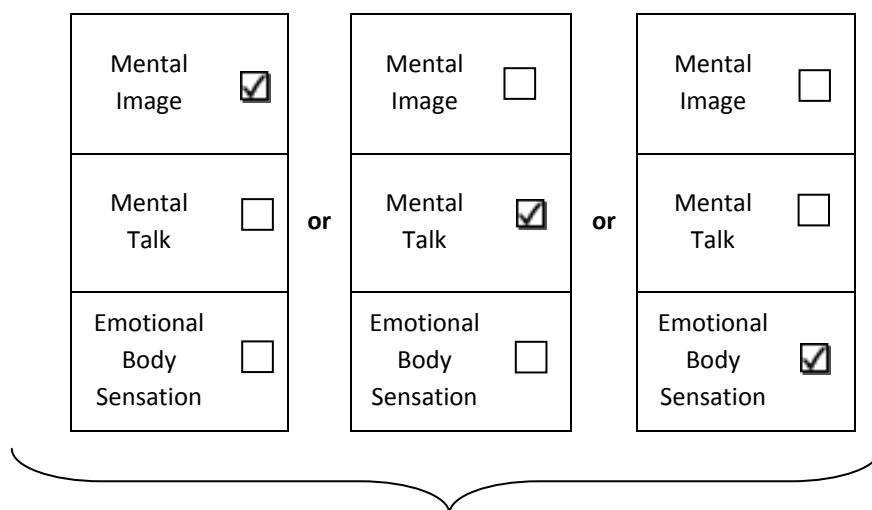 Mental
Image
Mental
Talk
Emotional
Body
Sensation
or
Mental
Image
Mental
Talk
Emotional
Body
Sensation
or
Mental
Image
Mental
Talk
Emotional
Body
Sensation